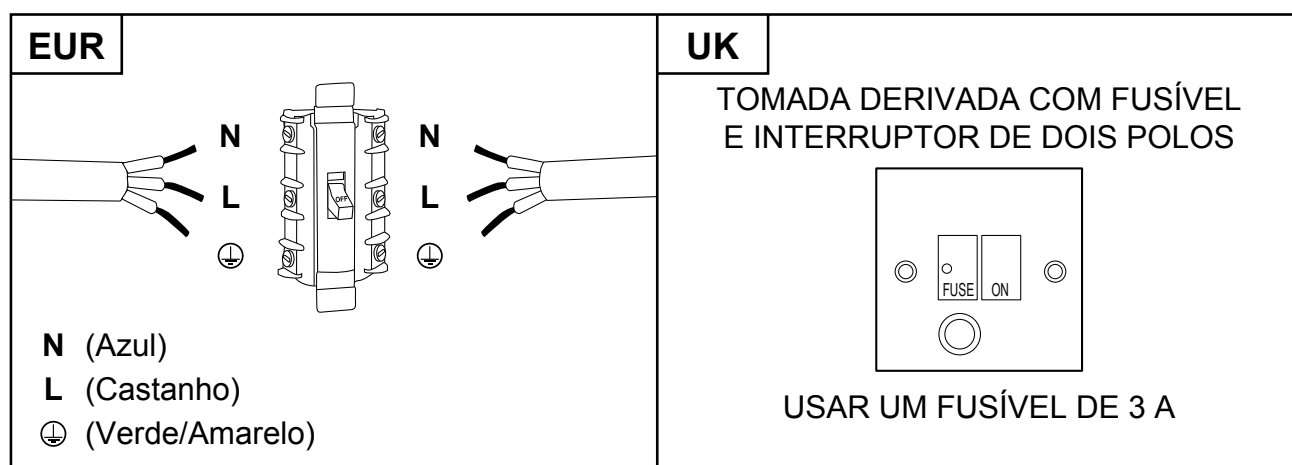 EUR
N
L
OFF
N
L
N (Azul)
L (Castanho)
(Verde/Amarelo)
UK
TOMADA DERIVADA COM FUSÍVEL
E INTERRUPTOR DE DOIS POLOS
FUSE ON
USAR UM FUSÍVEL DE 3 A